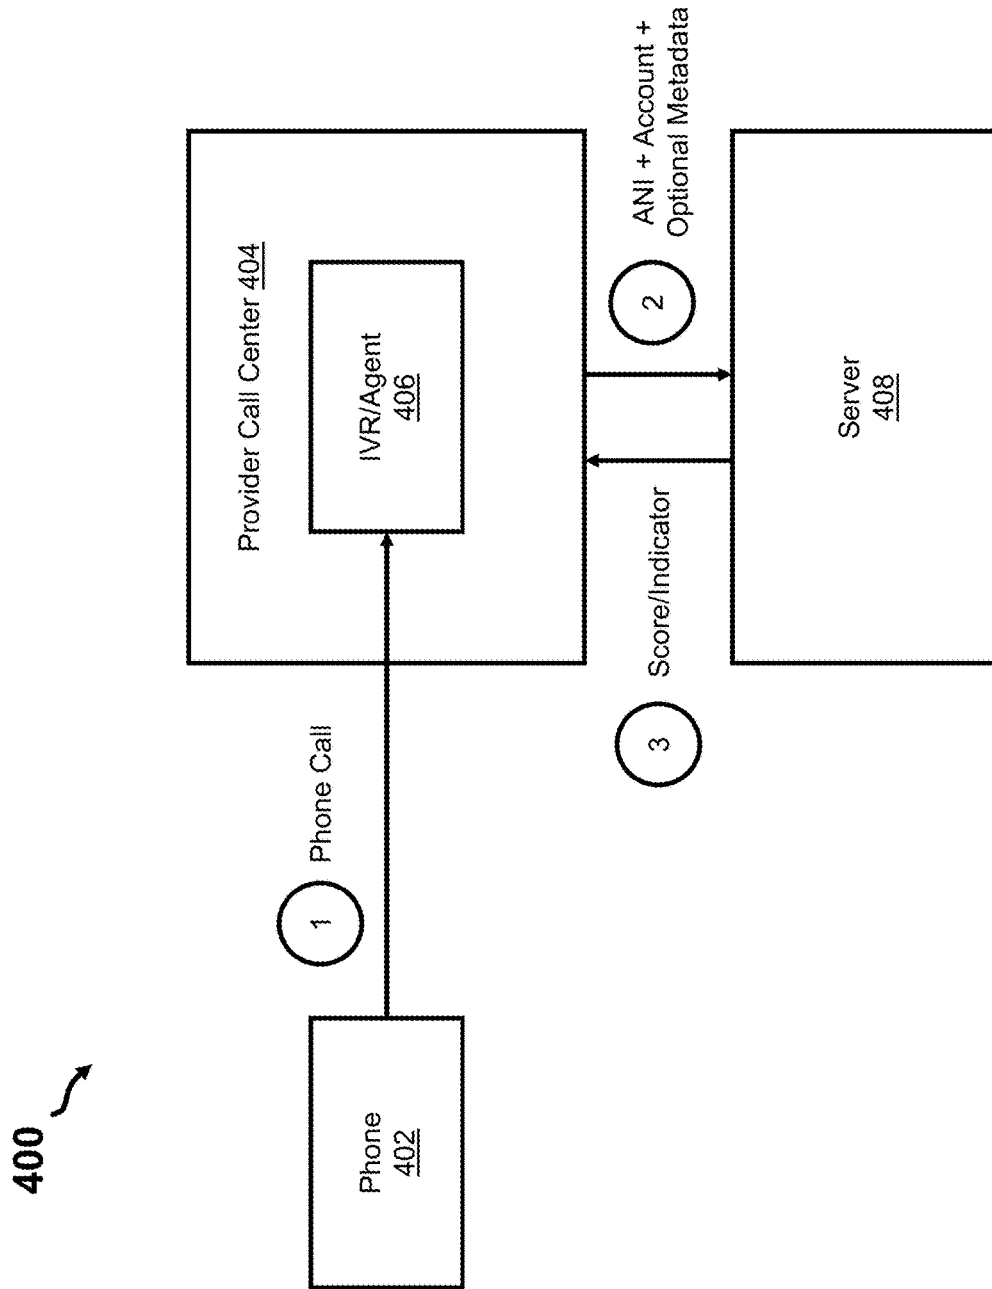 400
Phone
402
1
Phone Call
Provider Call Center 404
IVR/Agent
406
2
ANI + Account +
Optional Metadata
3
Score/Indicator
Server
408